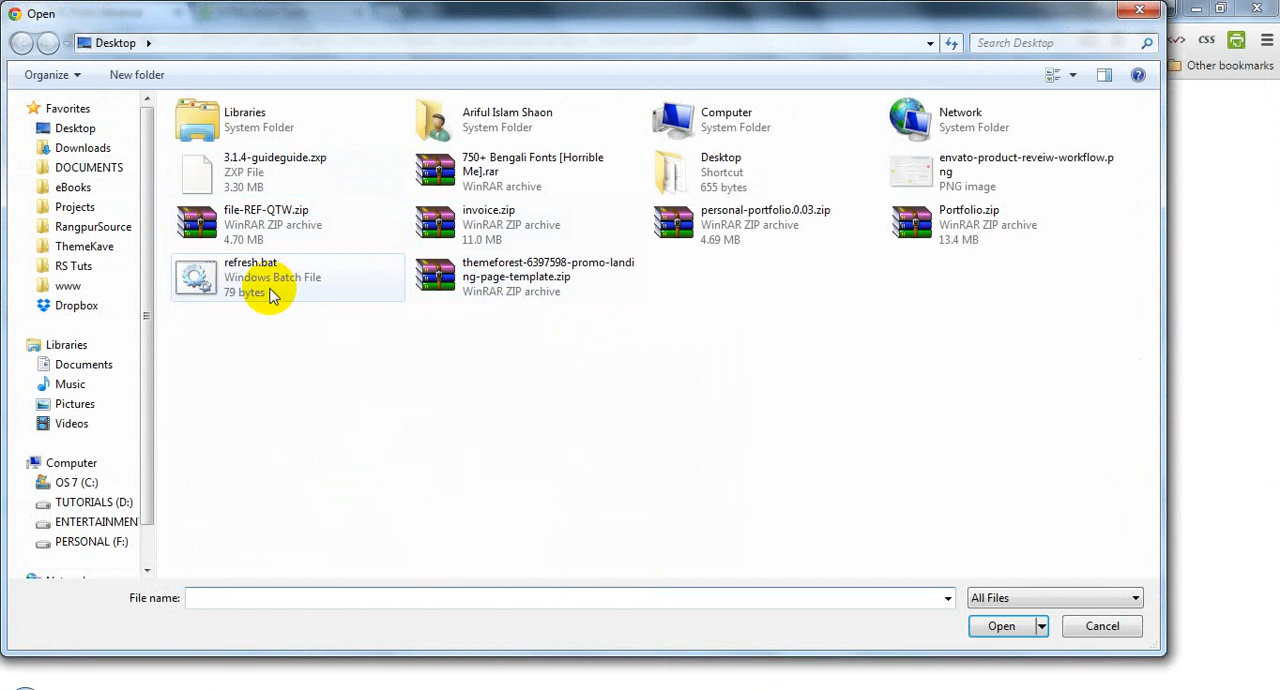 Open
Desktop
Search Desktop
CSS
Other bookmarks
Organize
New folder
Favorites
Desktop
Downloads
DOCUMENTS
eBooks
Projects
RangpurSource
ThemeKave
RS Tuts
www
Dropbox
Libraries
Documents
Music
Pictures
Videos
Computer
OS 7 (C:)
TUTORIALS (D:)
ENTERTAINMEN
PERSONAL (F:)
Libraries
System Folder
Ariful Islam Shaon
System Folder
Computer
System Folder
Network
System Folder
3.1.4-guideguide.zxp
ZXP File
3.30 MB
750+ Bengali Fonts [Horrible
Me].rar
WinRAR archive
Desktop
Shortcut
655 bytes
envato-product-reveiw-workflow.p
ng
PNG image
file-REF-QTW.zip
WinRAR ZIP archive
4.70 MB
invoice.zip
WinRAR ZIP archive
11.0 MB
personal-portfolio.0.03.zip
WinRAR ZIP archive
4.69 MB
Portfolio.zip
WinRAR ZIP archive
13.4 MB
refresh.bat
Windows Batch File
79 bytes
themeforest-6397598-promo-landi
ng-page-template.zip
WinRAR ZIP archive
File name:
All Files
Open
Cancel